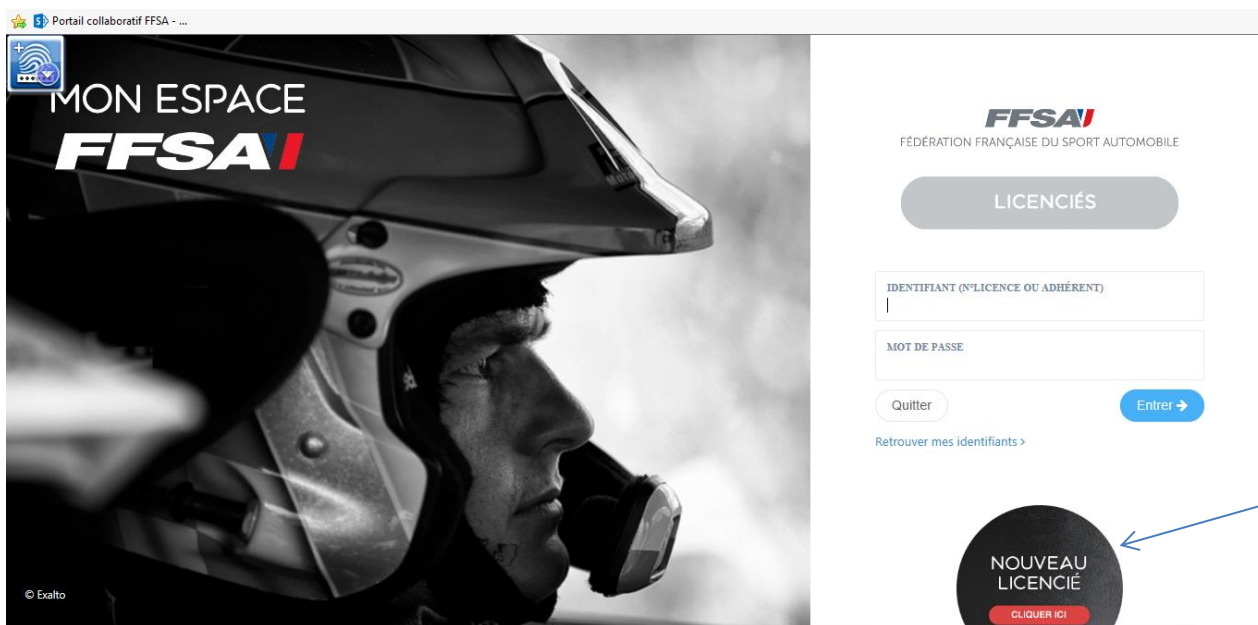 Portail collaboratif FFSA - ...
MON ESPACE
FFSA
© Exalto
FFSA
FÉDÉRATION FRANÇAISE DU SPORT AUTOMOBILE
LICENCIÉS
IDENTIFIANT (N°LICENCE OU ADHÉRENT)
MOT DE PASSE
Quitter
Entrer
Retrouver mes identifiants >
NOUVEAU
LICENCIÉ
CLIQUER ICI